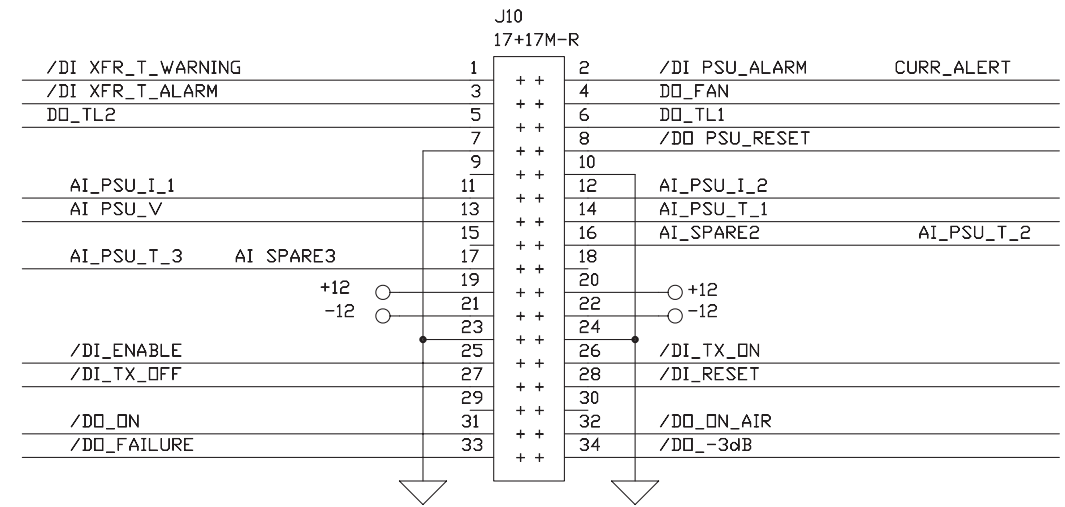 J10
17+17M-R
/DI XFR_T_WARNING 1 2 /DI PSU_ALARM CURR_ALERT
/DI XFR_T_ALARM 3 4 DO_FAN
DO_TL2 5 6 DO_TL1
7 8 /DO PSU_RESET
9 10
AI_PSU_I_1 11 12 AI_PSU_I_2
AI PSU_V 13 14 AI_PSU_T_1
15 16 AI_SPARE2 AI_PSU_T_2
AI_PSU_T_3 AI SPARE3 17 18
+12 19 20 +12
-12 21 22 -12
23 24
/DI_ENABLE 25 26 /DI_TX_ON
/DI_TX_OFF 27 28 /DI_RESET
29 30
/DO_ON 31 32 /DO_ON_AIR
/DO_FAILURE 33 34 /DO_-3dB